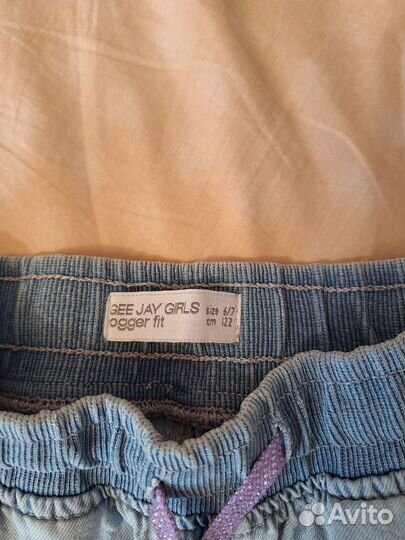 GEE JAY GIRLS size 6/7
ogger fit cm 122
Avito